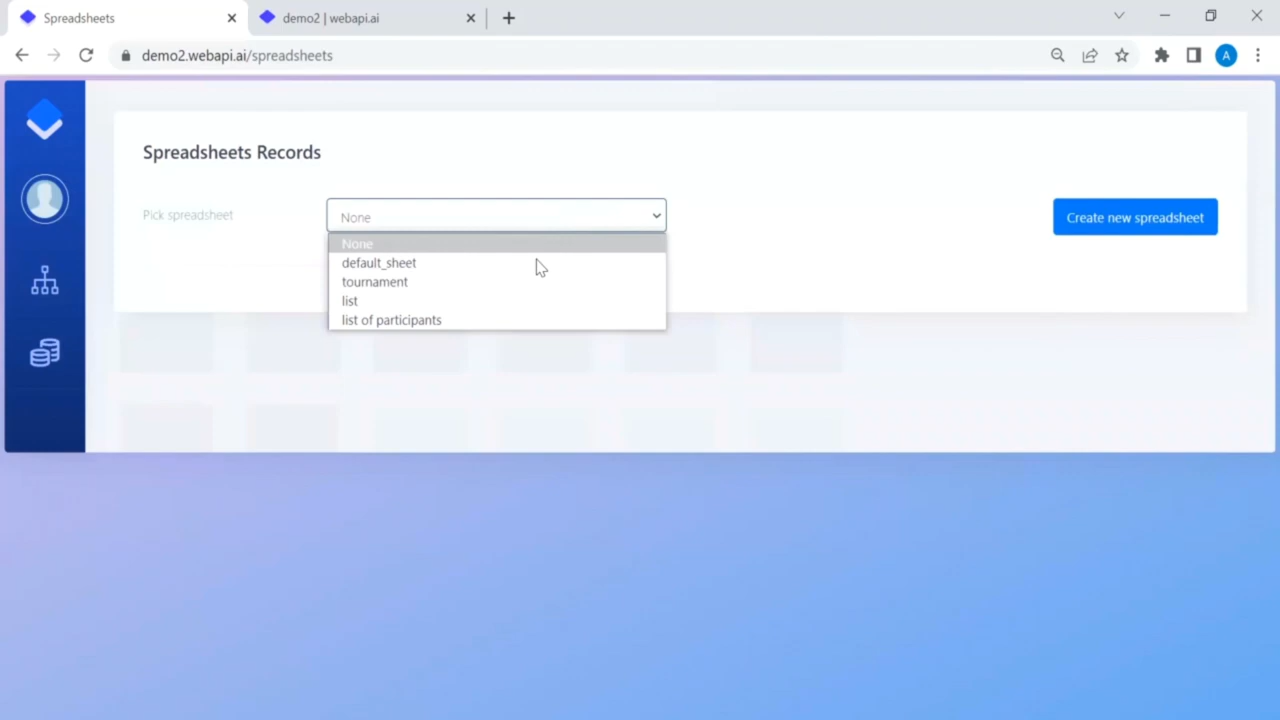 Spreadsheets
demo2 | webapi.ai
demo2.webapi.ai/spreadsheets
A
Spreadsheets Records
Pick spreadsheet
None
Create new spreadsheet
None
default_sheet
tournament
list
list of participants